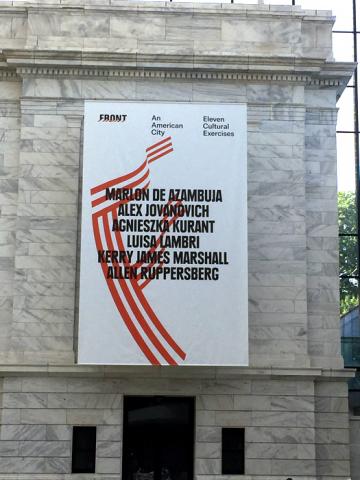 FRONT
An
American
City
Eleven
Cultural
Exercises
MARLON DE AZAMBUJA
ALEX JOVANOVICH
AGNIESZKA KURANT
LUISA LAMBRI
KERRY JAMES MARSHALL
ALLEN RUPPERSBERG